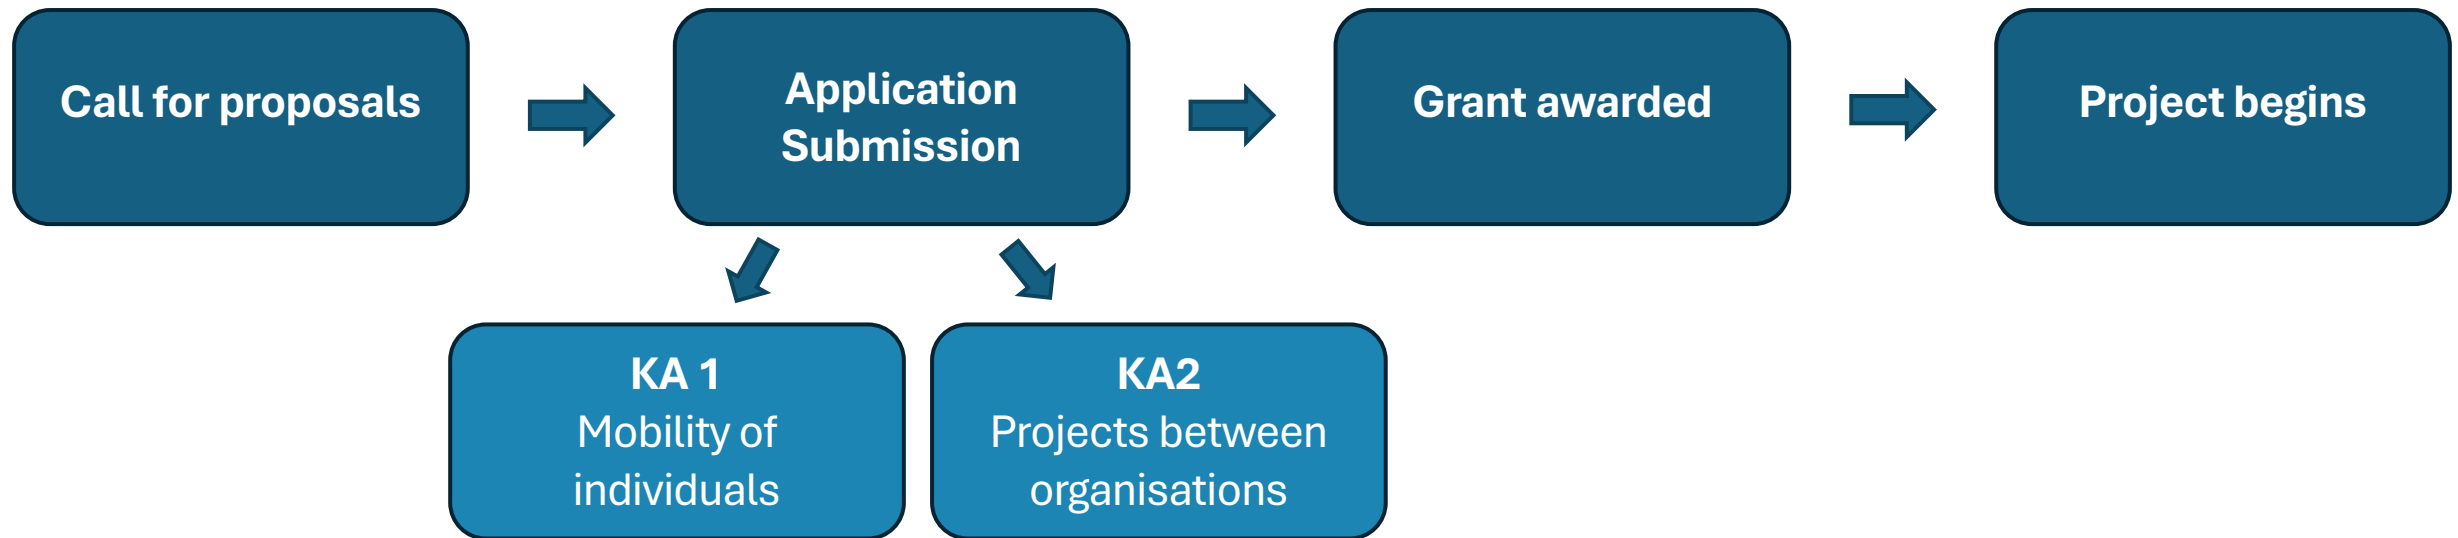 Call for proposals
Application
Submission
Grant awarded
Project begins
KA 1
Mobility of
individuals
KA2
Projects between
organisations